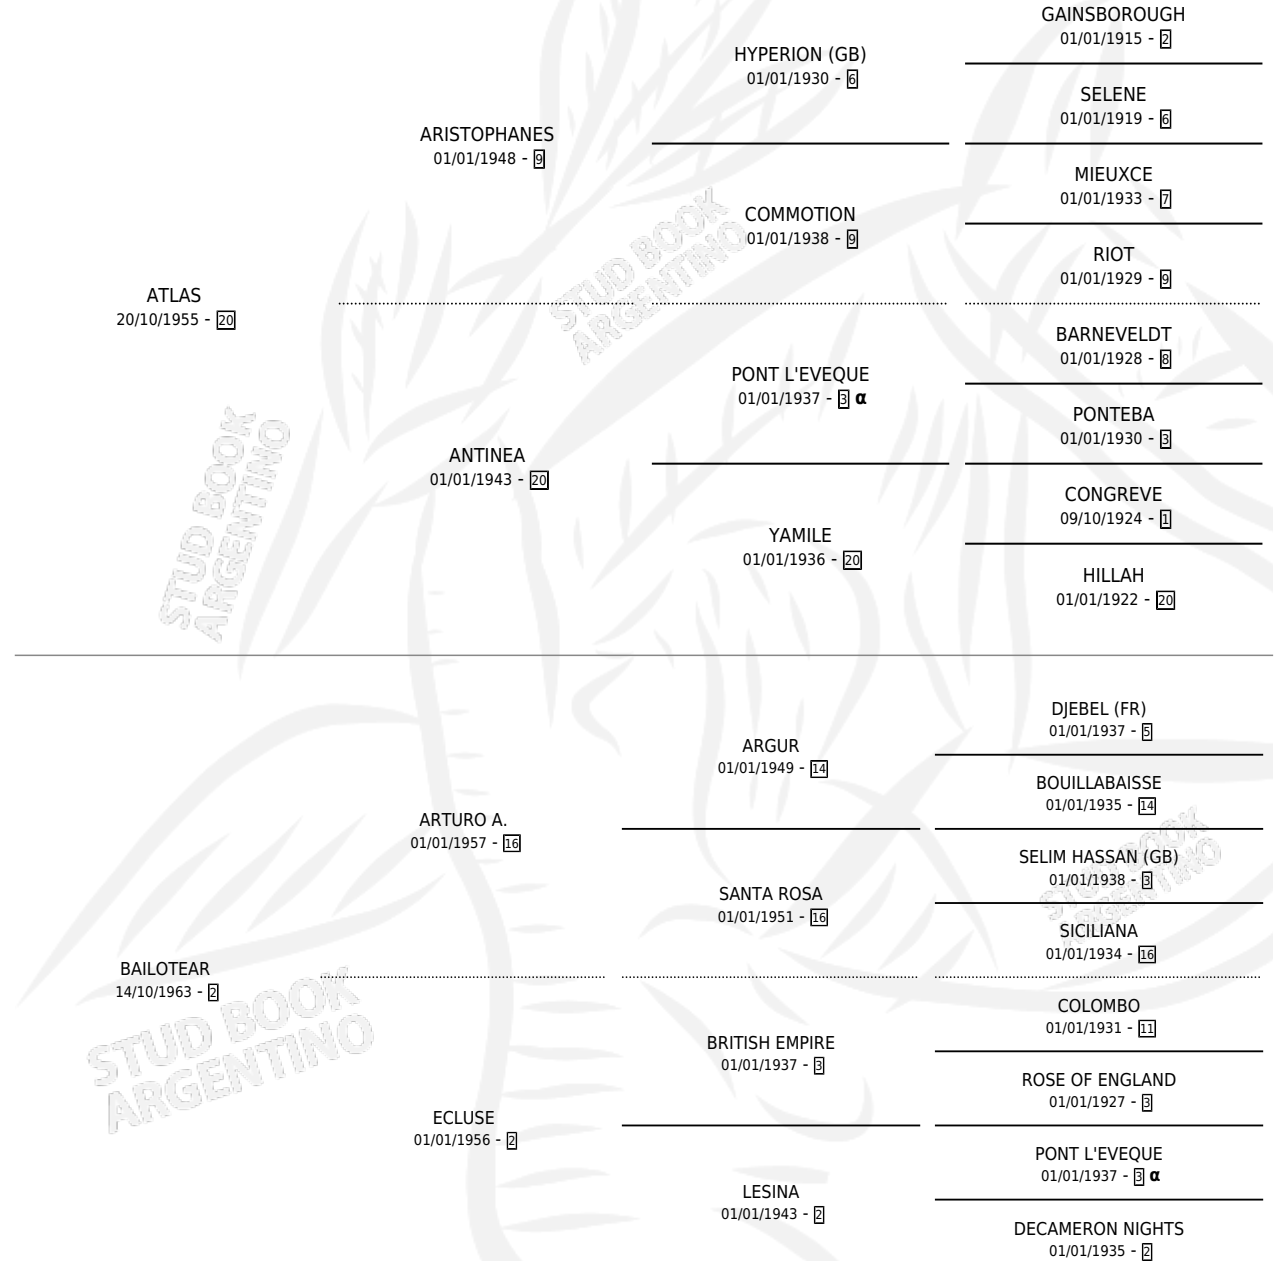 GAINSBOROUGH
01/01/1915 - 2
HYPERION (GB)
01/01/1930 - 6
SELENE
01/01/1919 - 6
ARISTOPHANES
01/01/1948 - 9
MIEUXCE
01/01/1933 - 7
COMMOTION
01/01/1938 - 9
RIOT
01/01/1929 - 9
ATLAS
20/10/1955 - 20
BARNEVELDT
01/01/1928 - 8
PONT L'EVEQUE
01/01/1937 - 3 α
PONTEBA
01/01/1930 - 3
ANTINEA
01/01/1943 - 20
CONGREVE
09/10/1924 - 1
YAMILE
01/01/1936 - 20
HILLAH
01/01/1922 - 20
STUD BOOK
ARGENTINO
STUD BOOK
ARGENTINO
DJEBEL (FR)
01/01/1937 - 5
ARGUR
01/01/1949 - 14
BOUILLABAISSE
01/01/1935 - 14
ARTURO A.
01/01/1957 - 16
SELIM HASSAN (GB)
01/01/1938 - 3
SANTA ROSA
01/01/1951 - 16
SICILIANA
01/01/1934 - 16
BAILOTEAR
14/10/1963 - 2
COLOMBO
01/01/1931 - 11
BRITISH EMPIRE
01/01/1937 - 3
ROSE OF ENGLAND
01/01/1927 - 3
ECLUSE
01/01/1956 - 2
PONT L'EVEQUE
01/01/1937 - 3 α
LESINA
01/01/1943 - 2
DECAMERON NIGHTS
01/01/1935 - 2
STUD BOOK
ARGENTINO
STUD BOOK
ARGENTINO